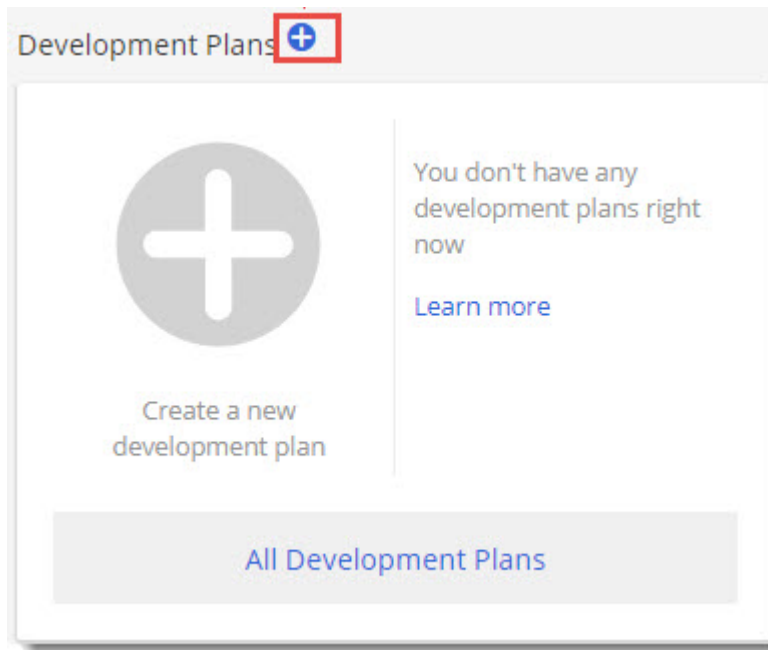 Development Plans
You don't have any
development plans right
now
Learn more
Create a new
development plan
All Development Plans